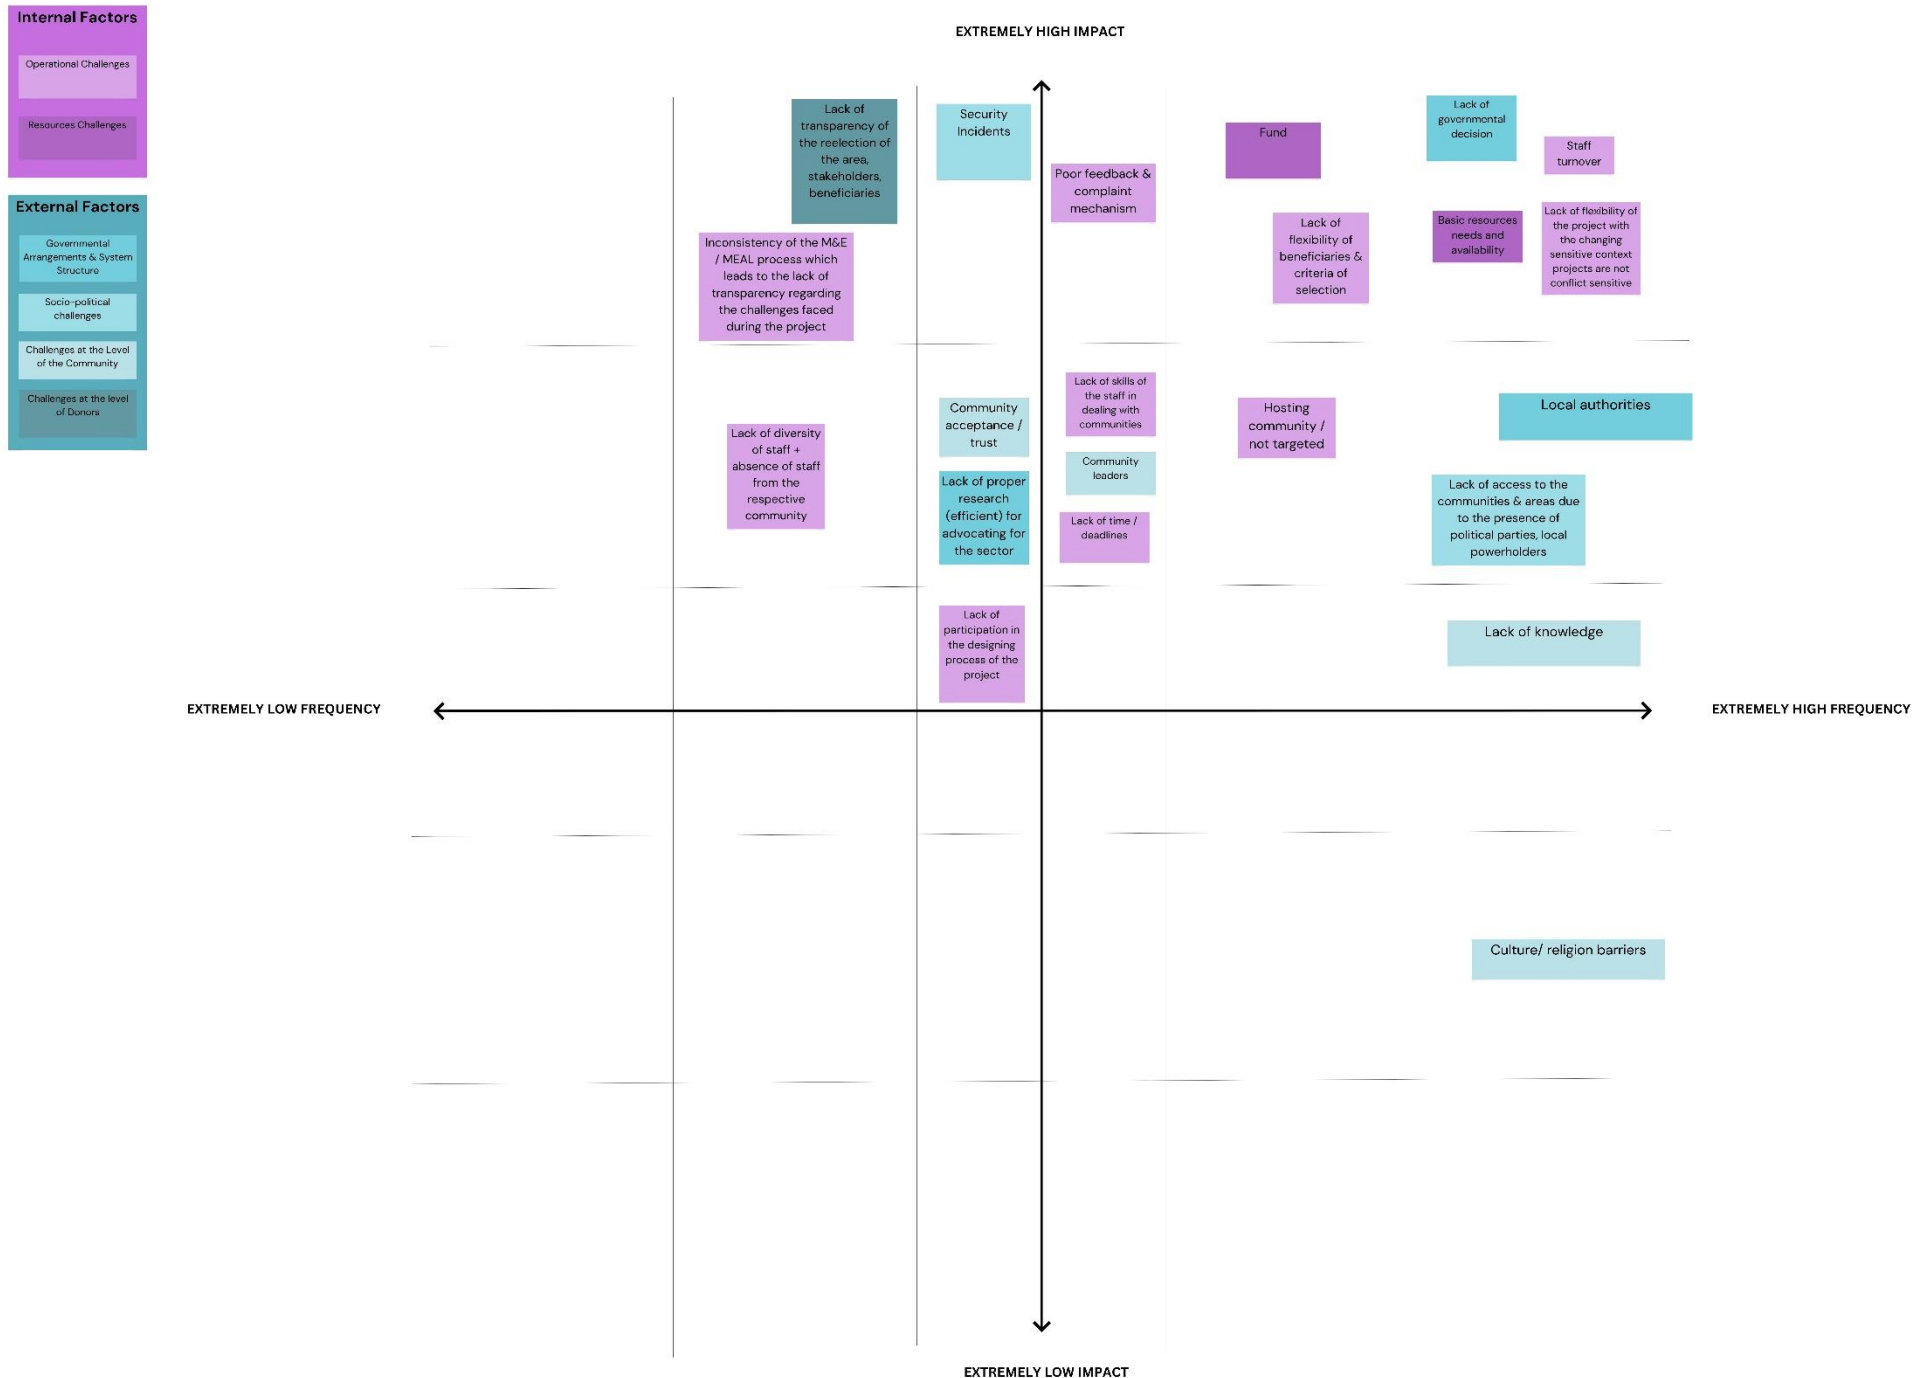 Internal Factors
Operational Challenges
Resources Challenges
External Factors
Governmental
Arrangements & System
Structure
Socio-political
challenges
Challenges at the Level
of the Community
Challenges at the level
of Donors
EXTREMELY HIGH IMPACT
Lack of
transparency of
the reelection of
the area,
stakeholders,
beneficiaries
Security
Incidents
Poor feedback &
complaint
mechanism
Fund
Lack of
governmental
decision
Staff
turnover
Inconsistency of the M&E
/ MEAL process which
leads to the lack of
transparency regarding
the challenges faced
during the project
Lack of
flexibility of
beneficiaries &
criteria of
selection
Basic resources
needs and
availability
Lack of flexibility of
the project with
the changing
sensitive context
projects are not
conflict sensitive
Lack of diversity
of staff +
absence of staff
from the
respective
community
Community
acceptance /
trust
Lack of skills of
the staff in
dealing with
communities
Hosting
community /
not targeted
Local authorities
Community
leaders
Lack of proper
research
(efficient) for
advocating for
the sector
Lack of time /
deadlines
Lack of access to the
communities & areas due
to the presence of
political parties, local
powerholders
Lack of
participation in
the designing
process of the
project
Lack of knowledge
EXTREMELY LOW FREQUENCY
EXTREMELY HIGH FREQUENCY
Culture/ religion barriers
EXTREMELY LOW IMPACT